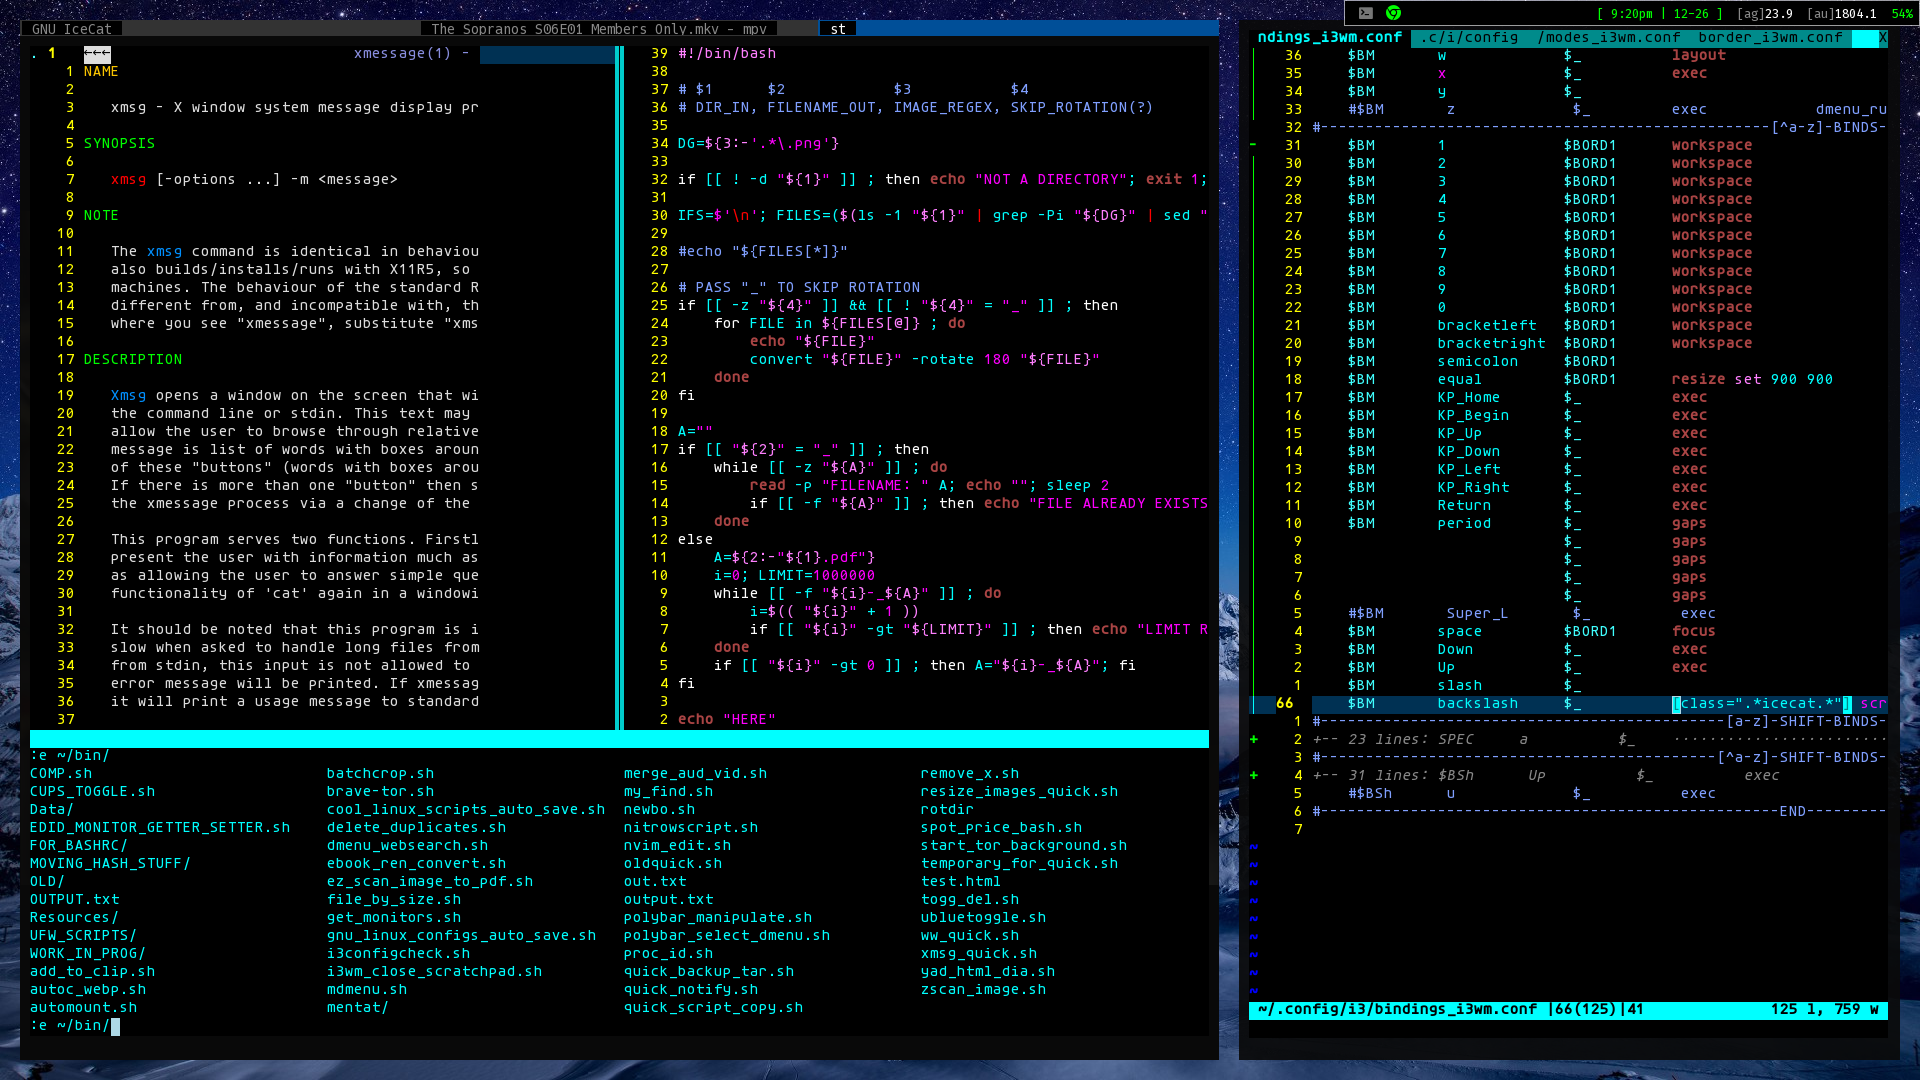 GNU IceCat
The Sopranos S06E01 Members Only.mkv - mpv
st
[ 9:20pm | 12-26 ] [ag]23.9 [au]1804.1 54%
. 1 ←←← xmessage(1) -
1 NAME
2
3 xmsg - X window system message display pr
4
5 SYNOPSIS
6
7 xmsg [-options ...] -m <message>
8
9 NOTE
10
11 The xmsg command is identical in behaviou
12 also builds/installs/runs with X11R5, so
13 machines. The behaviour of the standard R
14 different from, and incompatible with, th
15 where you see "xmessage", substitute "xms
16
17 DESCRIPTION
18
19 Xmsg opens a window on the screen that wi
20 the command line or stdin. This text may
21 allow the user to browse through relative
22 message is list of words with boxes aroun
23 of these "buttons" (words with boxes arou
24 If there is more than one "button" then s
25 the xmessage process via a change of the
26
27 This program serves two functions. Firstl
28 present the user with information much as
29 as allowing the user to answer simple que
30 functionality of 'cat' again in a windowi
31
32 It should be noted that this program is i
33 slow when asked to handle long files from
34 from stdin, this input is not allowed to
35 error message will be printed. If xmessag
36 it will print a usage message to standard
37
39 #!/bin/bash
38
37 # $1 $2 $3 $4
36 # DIR_IN, FILENAME_OUT, IMAGE_REGEX, SKIP_ROTATION(?)
35
34 DG=${3:-'.*\.png'}
33
32 if [[ ! -d "${1}" ]] ; then echo "NOT A DIRECTORY"; exit 1;
31
30 IFS=$'\n'; FILES=($(ls -1 "${1}" | grep -Pi "${DG}" | sed "
29
28 #echo "${FILES[*]}"
27
26 # PASS "_" TO SKIP ROTATION
25 if [[ -z "${4}" ]] && [[ ! "${4}" = "_" ]] ; then
24 for FILE in ${FILES[@]} ; do
23 echo "${FILE}"
22 convert "${FILE}" -rotate 180 "${FILE}"
21 done
20 fi
19
18 A=""
17 if [[ "${2}" = "_" ]] ; then
16 while [[ -z "${A}" ]] ; do
15 read -p "FILENAME: " A; echo ""; sleep 2
14 if [[ -f "${A}" ]] ; then echo "FILE ALREADY EXISTS
13 done
12 else
11 A=${2:-"${1}.pdf"}
10 i=0; LIMIT=1000000
9 while [[ -f "${i}-_${A}" ]] ; do
8 i=$(( "${i}" + 1 ))
7 if [[ "${i}" -gt "${LIMIT}" ]] ; then echo "LIMIT R
6 done
5 if [[ "${i}" -gt 0 ]] ; then A="${i}-_${A}"; fi
4 fi
3
2 echo "HERE"
:e ~/bin/
COMP.sh batchcrop.sh merge_aud_vid.sh remove_x.sh
CUPS_TOGGLE.sh brave-tor.sh my_find.sh resize_images_quick.sh
Data/ cool_linux_scripts_auto_save.sh newbo.sh rotdir
EDID_MONITOR_GETTER_SETTER.sh delete_duplicates.sh nitrowscript.sh spot_price_bash.sh
FOR_BASHRC/ dmenu_websearch.sh nvim_edit.sh start_tor_background.sh
MOVING_HASH_STUFF/ ebook_ren_convert.sh oldquick.sh temporary_for_quick.sh
OLD/ ez_scan_image_to_pdf.sh out.txt test.html
OUTPUT.txt file_by_size.sh output.txt togg_del.sh
Resources/ get_monitors.sh polybar_manipulate.sh ubluetoggle.sh
UFW_SCRIPTS/ gnu_linux_configs_auto_save.sh polybar_select_dmenu.sh ww_quick.sh
WORK_IN_PROG/ i3configcheck.sh proc_id.sh xmsg_quick.sh
add_to_clip.sh i3wm_close_scratchpad.sh quick_backup_tar.sh yad_html_dia.sh
autoc_webp.sh mdmenu.sh quick_notify.sh zscan_image.sh
automount.sh mentat/ quick_script_copy.sh
:e ~/bin/
ndings_i3wm.conf .c/i/config /modes_i3wm.conf border_i3wm.conf X
36 $BM w $_ layout
35 $BM x $_ exec
34 $BM y $_
33 #$BM z $_ exec dmenu_ru
32 #--------------------------------------------------[^a-z]-BINDS-
- 31 $BM 1 $BORD1 workspace
30 $BM 2 $BORD1 workspace
29 $BM 3 $BORD1 workspace
28 $BM 4 $BORD1 workspace
27 $BM 5 $BORD1 workspace
26 $BM 6 $BORD1 workspace
25 $BM 7 $BORD1 workspace
24 $BM 8 $BORD1 workspace
23 $BM 9 $BORD1 workspace
22 $BM 0 $BORD1 workspace
21 $BM bracketleft $BORD1 workspace
20 $BM bracketright $BORD1 workspace
19 $BM semicolon $BORD1
18 $BM equal $BORD1 resize set 900 900
17 $BM KP_Home $_ exec
16 $BM KP_Begin $_ exec
15 $BM KP_Up $_ exec
14 $BM KP_Down $_ exec
13 $BM KP_Left $_ exec
12 $BM KP_Right $_ exec
11 $BM Return $_ exec
10 $BM period $_ gaps
9 $_ gaps
8 $_ gaps
7 $_ gaps
6 $_ gaps
5 #$BM Super_L $_ exec
4 $BM space $BORD1 focus
3 $BM Down $_ exec
2 $BM Up $_ exec
1 $BM slash $_
66 $BM backslash $_ [class=".*icecat.*"] scr
1 #---------------------------------------------[a-z]-SHIFT-BINDS-
+ 2 +-- 23 lines: SPEC a $_ ························
3 #--------------------------------------------[^a-z]-SHIFT-BINDS-
+ 4 +-- 31 lines: $BSh Up $_ exec
5 #$BSh u $_ exec
6 #---------------------------------------------------END---------
7
~
~
~
~
~
~
~
~
~
~/.config/i3/bindings_i3wm.conf |66(125)|41 125 l, 759 w